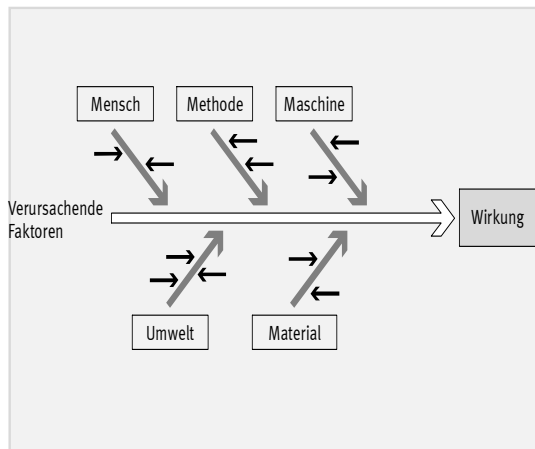 Mensch
Methode
Maschine
Verursachende
Faktoren
Wirkung
Umwelt
Material